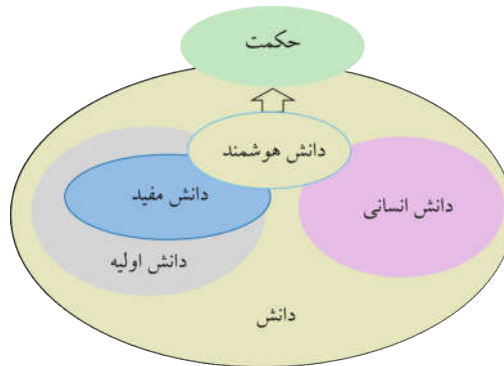 حکمت
دانش هوشمند
دانش انسانی
دانش مفید
دانش اولیه
دانش